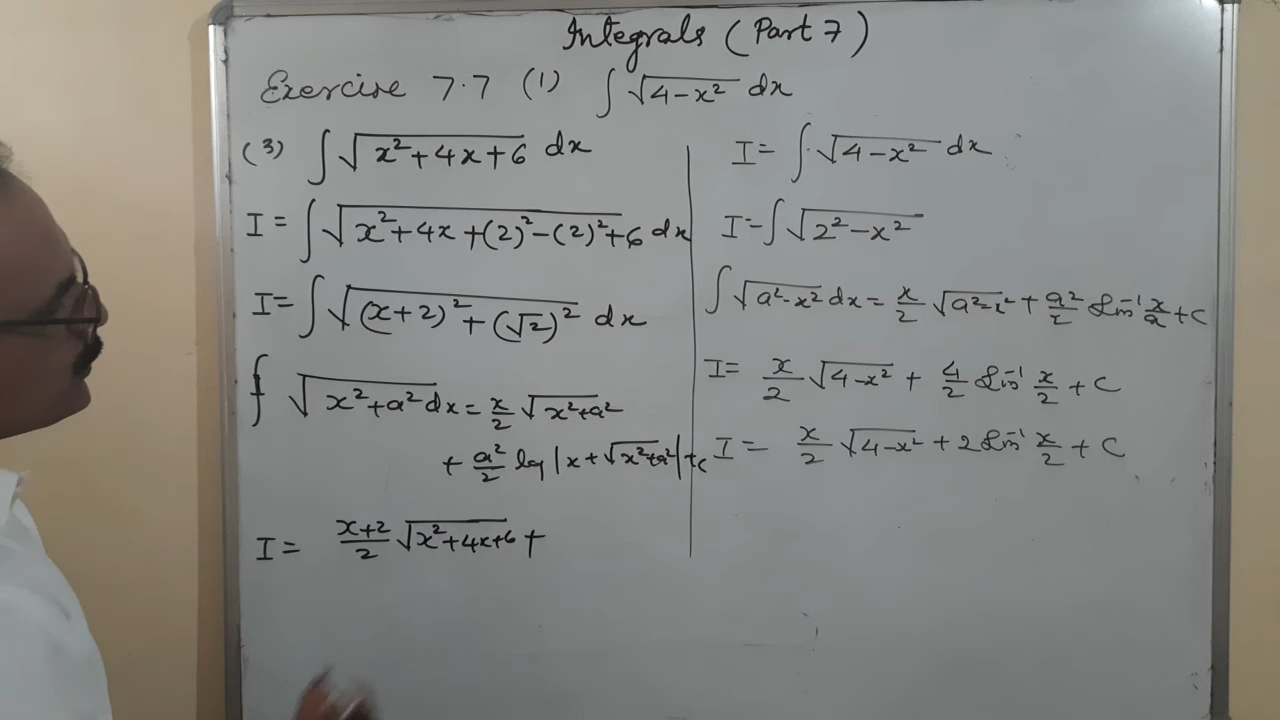 Integrals (Part 7)
Exercise 7.7 (1) ∫ √(4-x²) dx
(3) ∫ √(x²+4x+6) dx
I = ∫ √(x²+4x+(2)²-(2)²+6) dx
I = ∫ √((x+2)²+(√2)²) dx
∫ √(x²+a²) dx = x/2 √(x²+a²)
+ a²/2 log |x + √(x²+a²)| + c
I = (x+2)/2 √(x²+4x+6) +
I = ∫ √(4-x²) dx
I = ∫ √(2²-x²)
∫ √(a²-x²) dx = x/2 √(a²-x²) + a²/2 Sin⁻¹ x/a + C
I = x/2 √(4-x²) + 4/2 Sin⁻¹ x/2 + C
I = x/2 √(4-x²) + 2 Sin⁻¹ x/2 + C